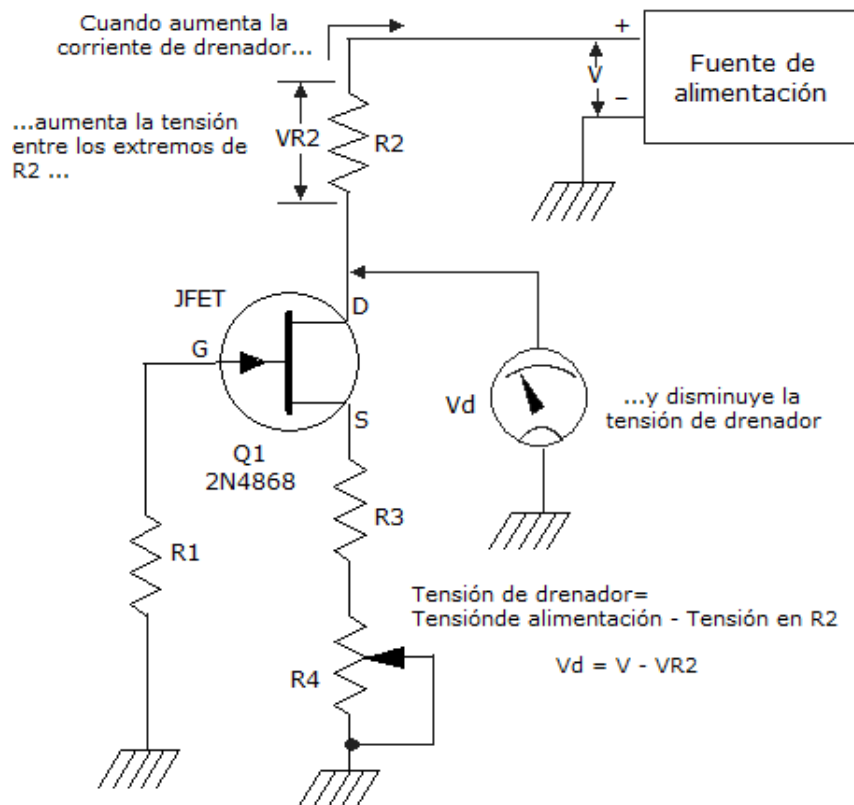 Cuando aumenta la
corriente de drenador...
+
V
−
Fuente de
alimentación
...aumenta la tensión
entre los extremos de
R2 ...
VR2
R2
JFET
D
G
S
Q1
2N4868
Vd
...y disminuye la
tensión de drenador
R3
R1
Tensión de drenador=
Tensiónde alimentación - Tensión en R2
Vd = V - VR2
R4